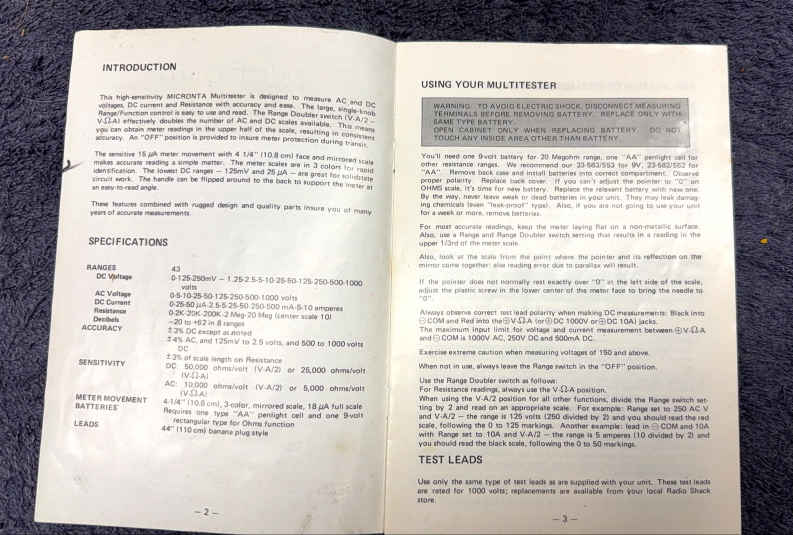 INTRODUCTION
This high-sensitivity MICRONTA Multitester is designed to measure AC and DC
voltages, DC current and Resistance with accuracy and ease. The large, single-knob
Range/Function control is easy to use and read. The Range Doubler switch (V-A/2 –
V-Ω-A) effectively doubles the number of AC and DC scales available. This means
you can obtain meter readings in the upper half of the scale, resulting in consistent
accuracy. An "OFF" position is provided to insure meter protection during transit.
The sensitive 15 µA meter movement with 4 1/4" (10.8 cm) face and mirrored scale
makes accurate reading a simple matter. The meter scales are in 3 colors for rapid
identification. The lowest DC ranges — 125mV and 25 µA — are great for solidstate
circuit work. The handle can be flipped around to the back to support the meter at
an easy-to-read angle.
These features combined with rugged design and quality parts insure you of many
years of accurate measurements.
SPECIFICATIONS
RANGES 43
DC Voltage 0-125-250mV — 1.25-2.5-5-10-25-50-125-250-500-1000
volts
AC Voltage 0-5-10-25-50-125-250-500-1000 volts
DC Current 0-25-50 µA-2.5-5-25-50-250-500 mA-5-10 amperes
Resistance 0-2K-20K-200K-2 Meg-20 Meg (center scale 10)
Decibels —20 to +62 in 8 ranges
ACCURACY ±3% DC except as noted
±4% AC, and 125mV to 2.5 volts, and 500 to 1000 volts
DC
±3% of scale length on Resistance
SENSITIVITY DC: 50,000 ohms/volt (V-A/2) or 25,000 ohms/volt
(V-Ω-A)
AC: 10,000 ohms/volt (V-A/2) or 5,000 ohms/volt
(V-Ω-A)
METER MOVEMENT 4-1/4" (10.8 cm), 3-color, mirrored scale, 18 µA full scale
BATTERIES Requires one type "AA" penlight cell and one 9-volt
rectangular type for Ohms function
LEADS 44" (110 cm) banana plug style
— 2 —
USING YOUR MULTITESTER
WARNING: TO AVOID ELECTRIC SHOCK, DISCONNECT MEASURING
TERMINALS BEFORE REMOVING BATTERY. REPLACE ONLY WITH
SAME TYPE BATTERY.
OPEN CABINET ONLY WHEN REPLACING BATTERY. DO NOT
TOUCH ANY INSIDE AREA OTHER THAN BATTERY.
You'll need one 9-volt battery for 20 Megohm range, one "AA" penlight cell for
other resistance ranges. We recommend our 23-583/553 for 9V, 23-582/552 for
"AA". Remove back case and install batteries into correct compartment. Observe
proper polarity. Replace back cover. If you can't adjust the pointer to "0" on
OHMS scale, it's time for new battery. Replace the relevant battery with new one.
By the way, never leave weak or dead batteries in your unit. They may leak damag-
ing chemicals (even "leak-proof" type). Also, if you are not going to use your unit
for a week or more, remove batteries.
For most accurate readings, keep the meter laying flat on a non-metallic surface.
Also, use a Range and Range Doubler switch setting that results in a reading in the
upper 1/3rd of the meter scale.
Also, look at the scale from the point where the pointer and its reflection on the
mirror come together: else reading error due to parallax will result.
If the pointer does not normally rest exactly over "0" at the left side of the scale,
adjust the plastic screw in the lower center of the meter face to bring the needle to
"0".
Always observe correct test lead polarity when making DC measurements: Black into
⊖COM and Red into the⊕V-Ω-A (or⊕DC 1000V or⊕DC 10A) jacks.
The maximum input limit for voltage and current measurement between ⊕V-Ω-A
and ⊖ COM is 1000V AC, 250V DC and 500mA DC.
Exercise extreme caution when measuring voltages of 150 and above.
When not in use, always leave the Range switch in the "OFF" position.
Use the Range Doubler switch as follows:
For Resistance readings, always use the V-Ω-A position.
When using the V-A/2 position for all other functions, divide the Range switch set-
ting by 2 and read on an appropriate scale. For example: Range set to 250 AC V
and V-A/2 — the range is 125 volts (250 divided by 2) and you should read the red
scale, following the 0 to 125 markings. Another example: lead in ⊖ COM and 10A
with Range set to 10A and V-A/2 — the range is 5 amperes (10 divided by 2) and
you should read the black scale, following the 0 to 50 markings.
TEST LEADS
Use only the same type of test leads as are supplied with your unit. These test leads
are rated for 1000 volts; replacements are available from your local Radio Shack
store.
— 3 —